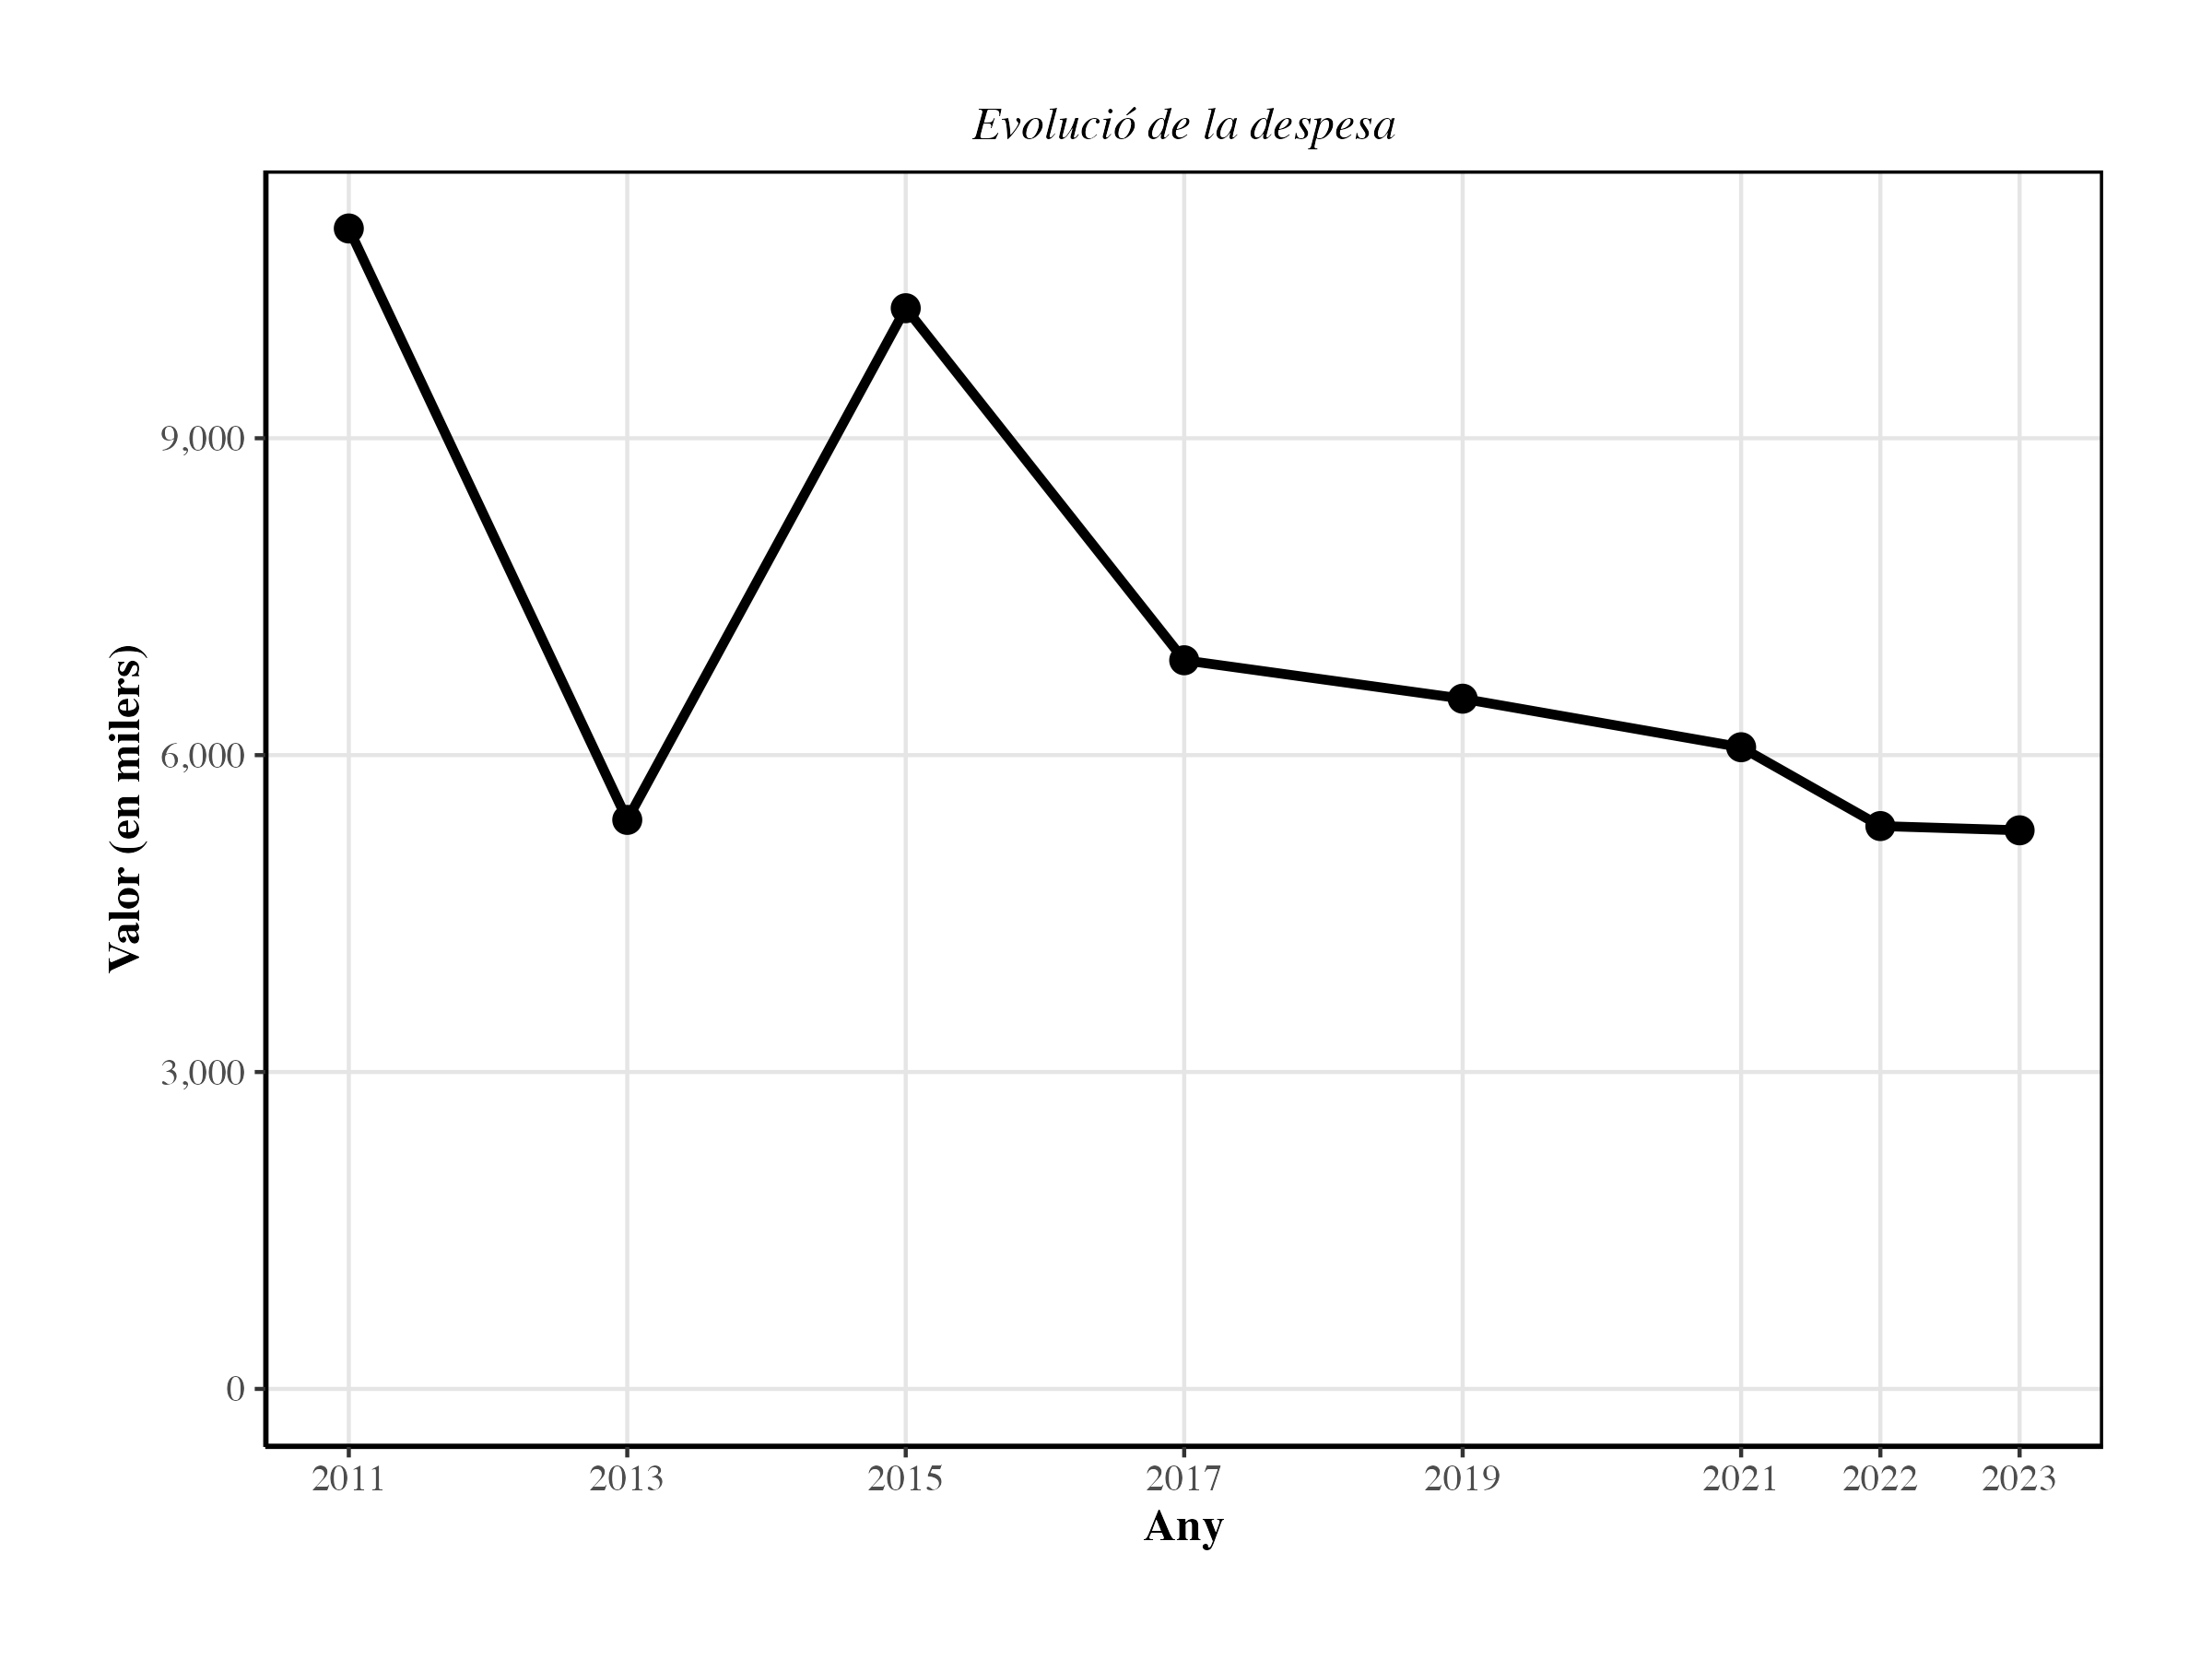 Evolució de la despesa
Valor (en milers)
9,000
6,000
3,000
0
2011 2013 2015 2017 2019 2021 2022 2023
Any